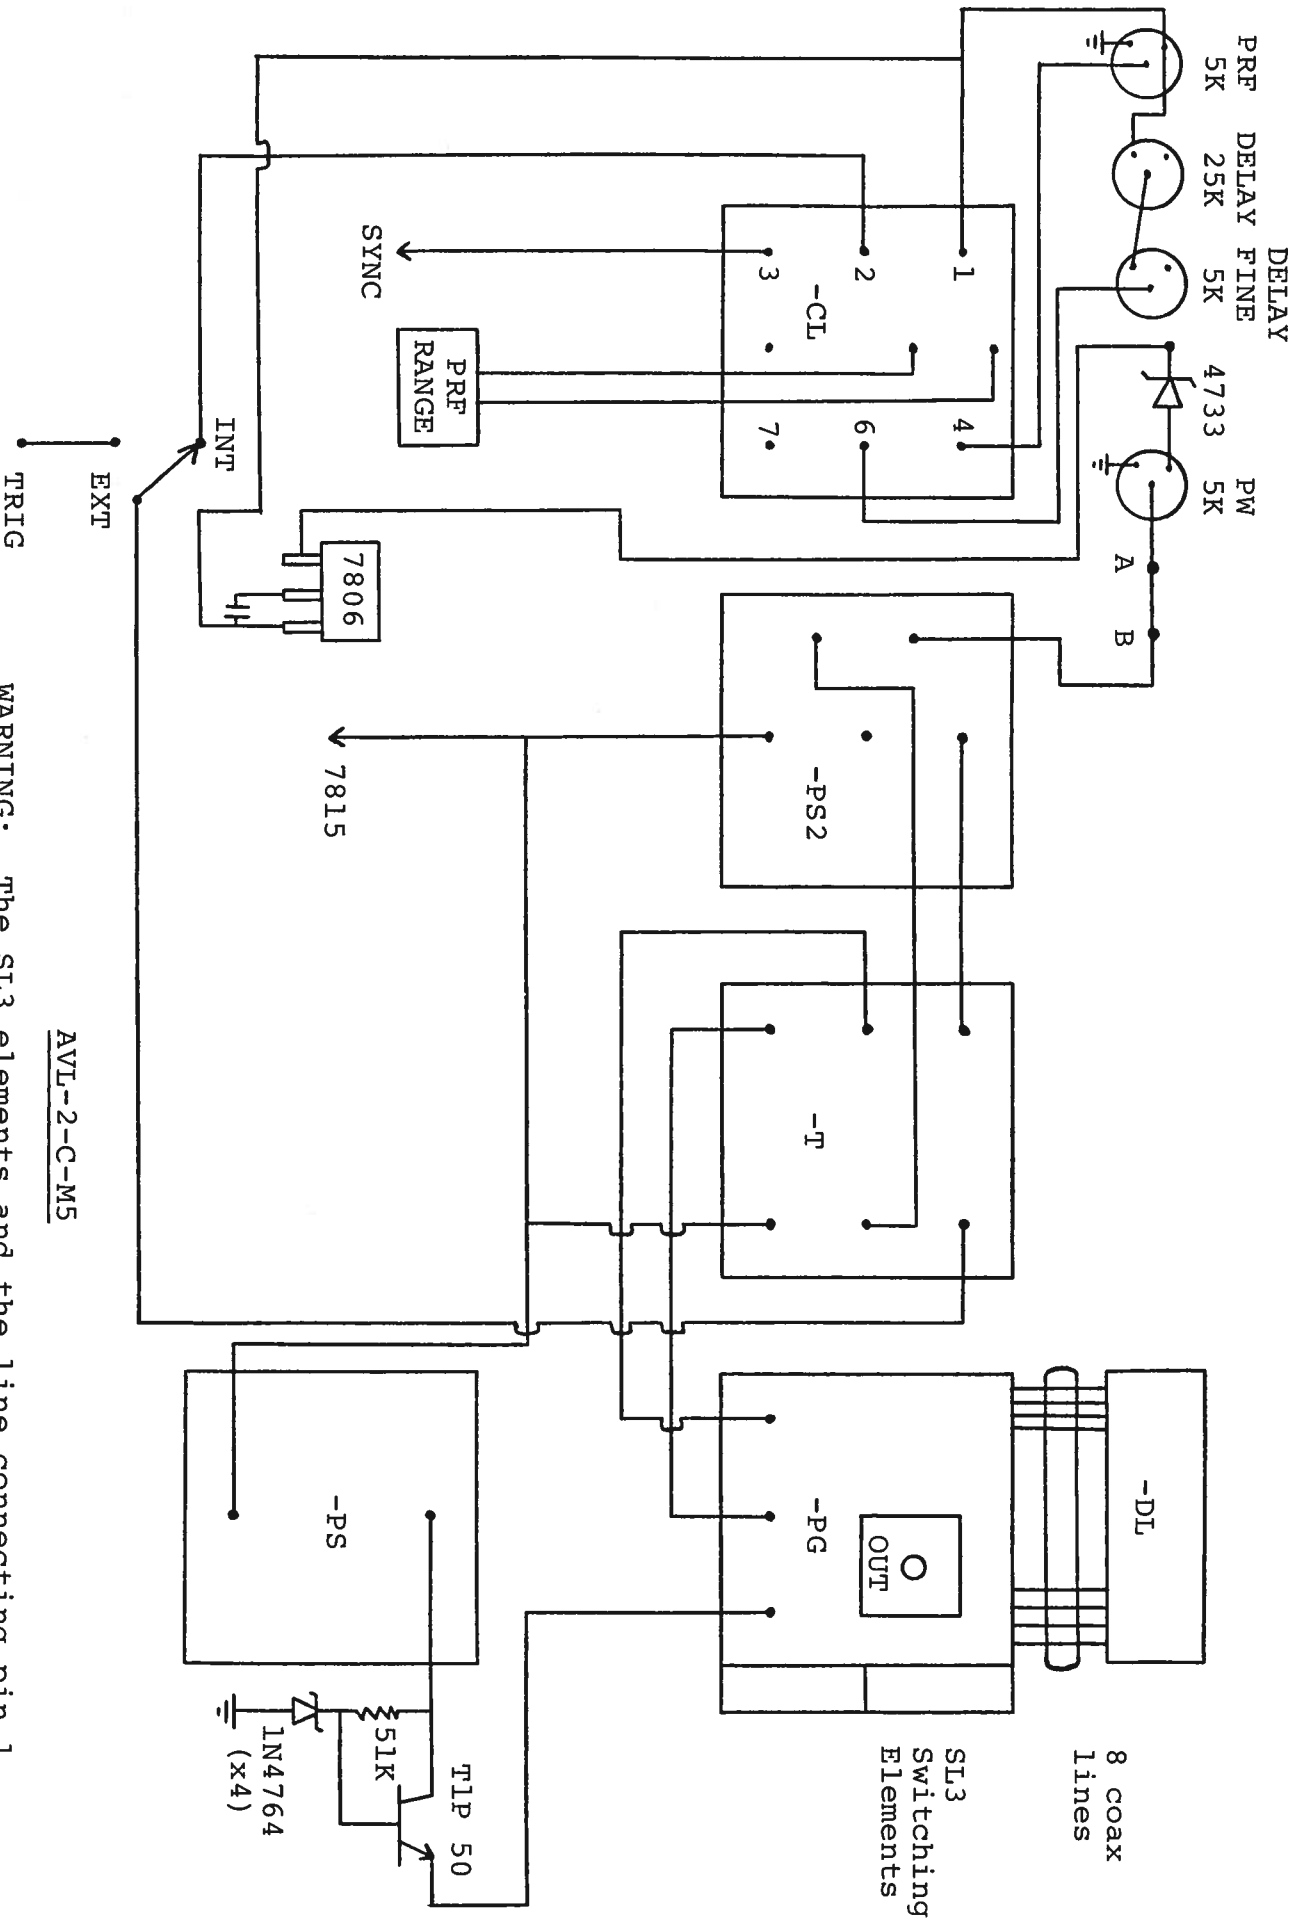 PRF
5K
DELAY
25K
DELAY
FINE
5K
4733
PW
5K
A
B
1
2
3
4
6
7
-CL
SYNC
PRF
RANGE
INT
EXT
TRIG
7806
-PS2
7815
-T
-DL
8 coax
lines
-PG
OUT
SL3
Switching
Elements
-PS
51K
1N4764
(x4)
T1P 50
AVL-2-C-M5
WARNING: The SL3 elements and the line connecting pin 1